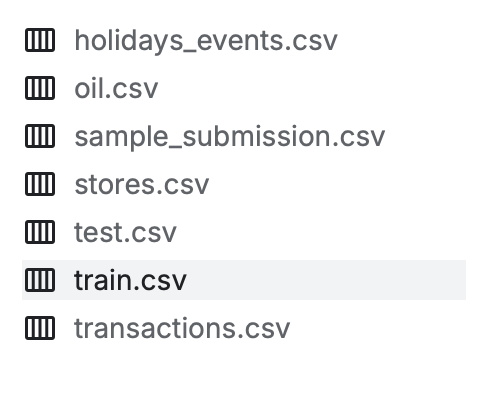 holidays_events.csv
oil.csv
sample_submission.csv
stores.csv
test.csv
train.csv
transactions.csv